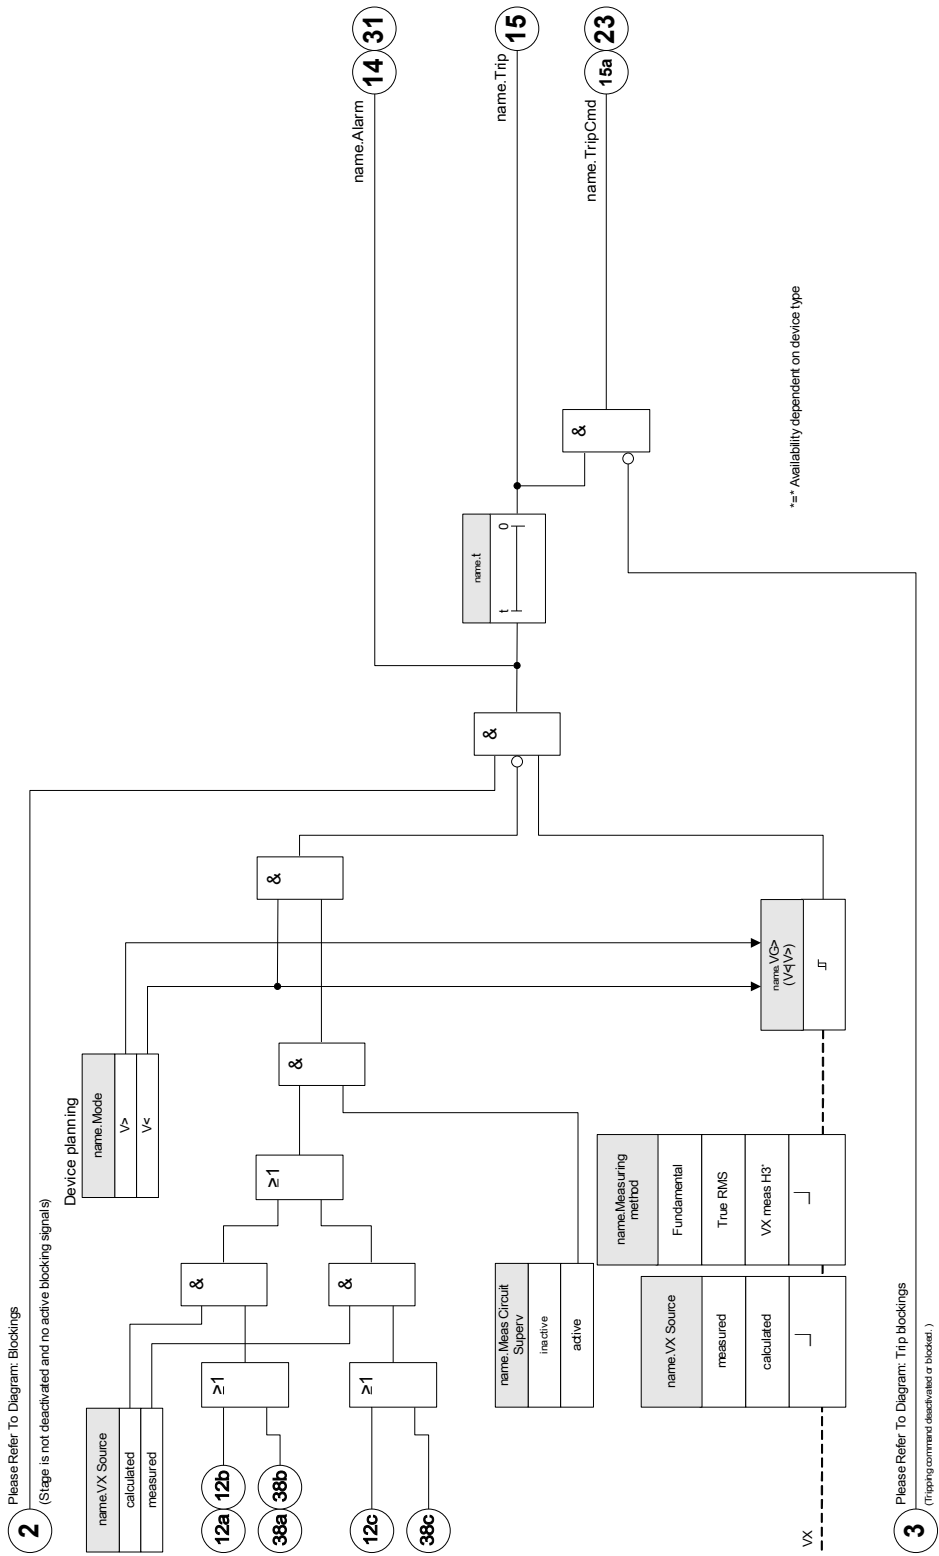 2
Please Refer To Diagram: Blockings
(Stage is not deactivated and no active blocking signals)
Device planning
name.Mode
V>
V<
name.VX Source
calculated
measured
12a
12b
38a
38b
12c
38c
≥1
≥1
&
&
≥1
&
&
name.Meas Circuit
Superv
inactive
active
name.VX Source
measured
calculated
name.Measuring
method
Fundamental
True RMS
VX meas H3*
name.VG>
(V<|V>)
VX
&
name.t
t
0
&
name.Alarm
14
31
name.Trip
15
name.TripCmd
15a
23
*=* Availability dependent on device type
3
Please Refer To Diagram: Trip blockings
(Tripping command deactivated or blocked. )